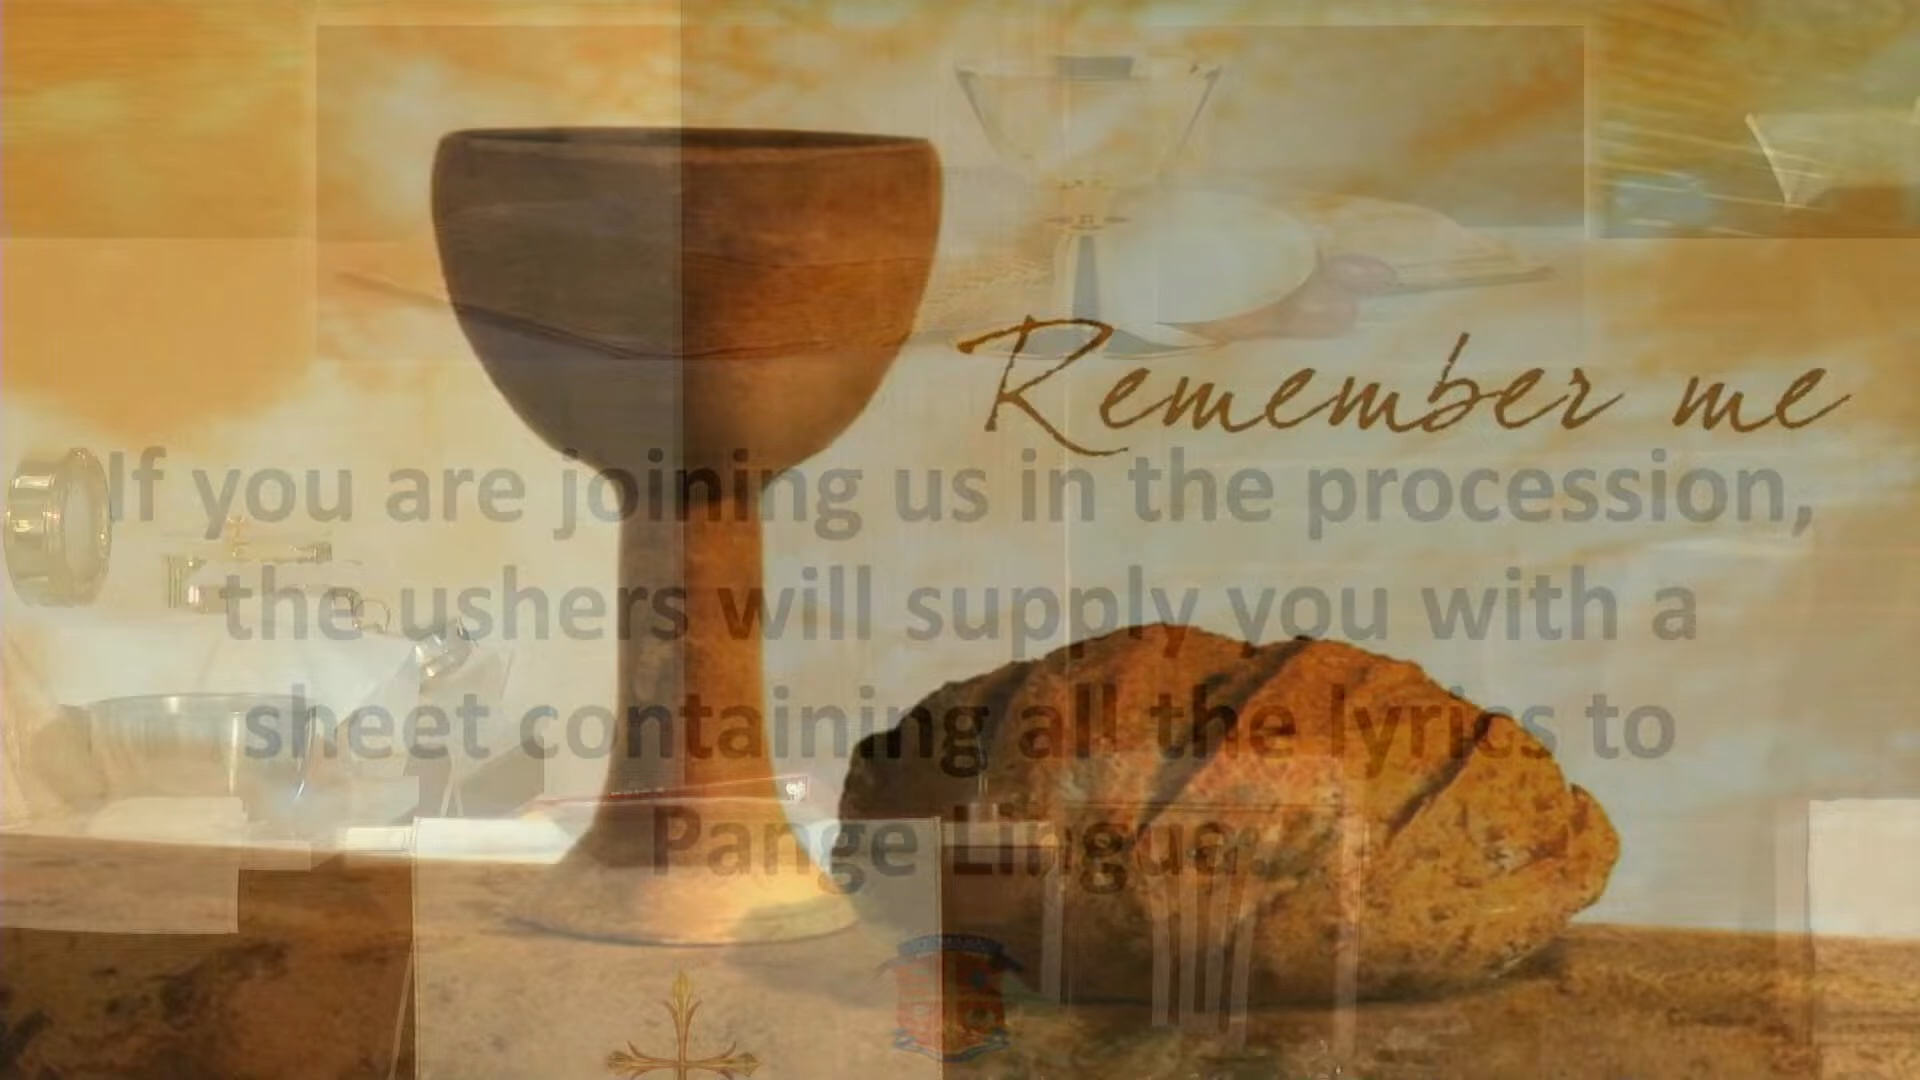 Remember me
If you are joining us in the procession,
the ushers will supply you with a
sheet containing all the lyrics to
Pange Lingua.